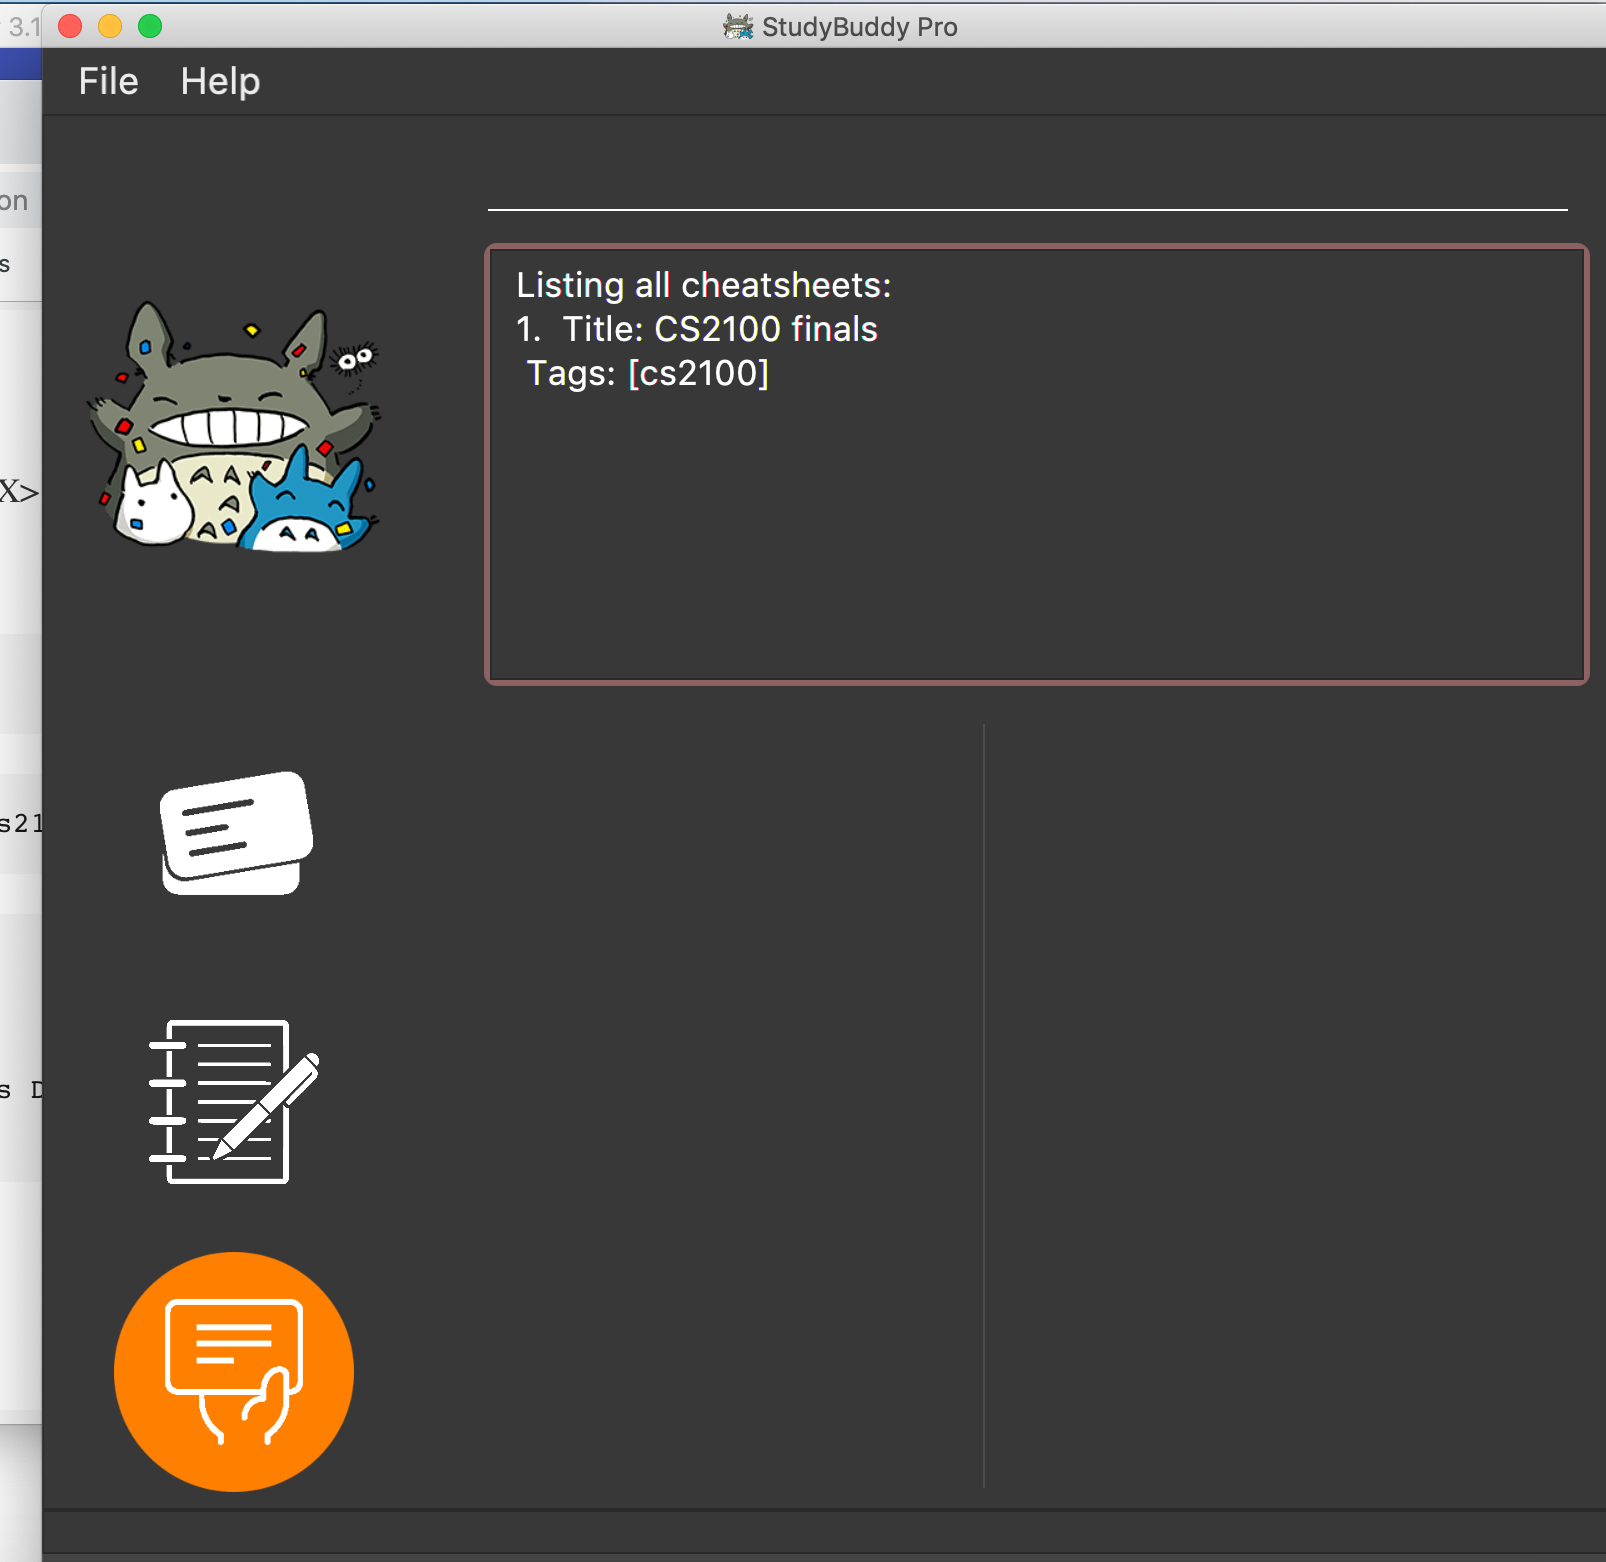 3.1
StudyBuddy Pro
File Help
on
s
Listing all cheatsheets:
1. Title: CS2100 finals
Tags: [cs2100]
X>
s21
s D